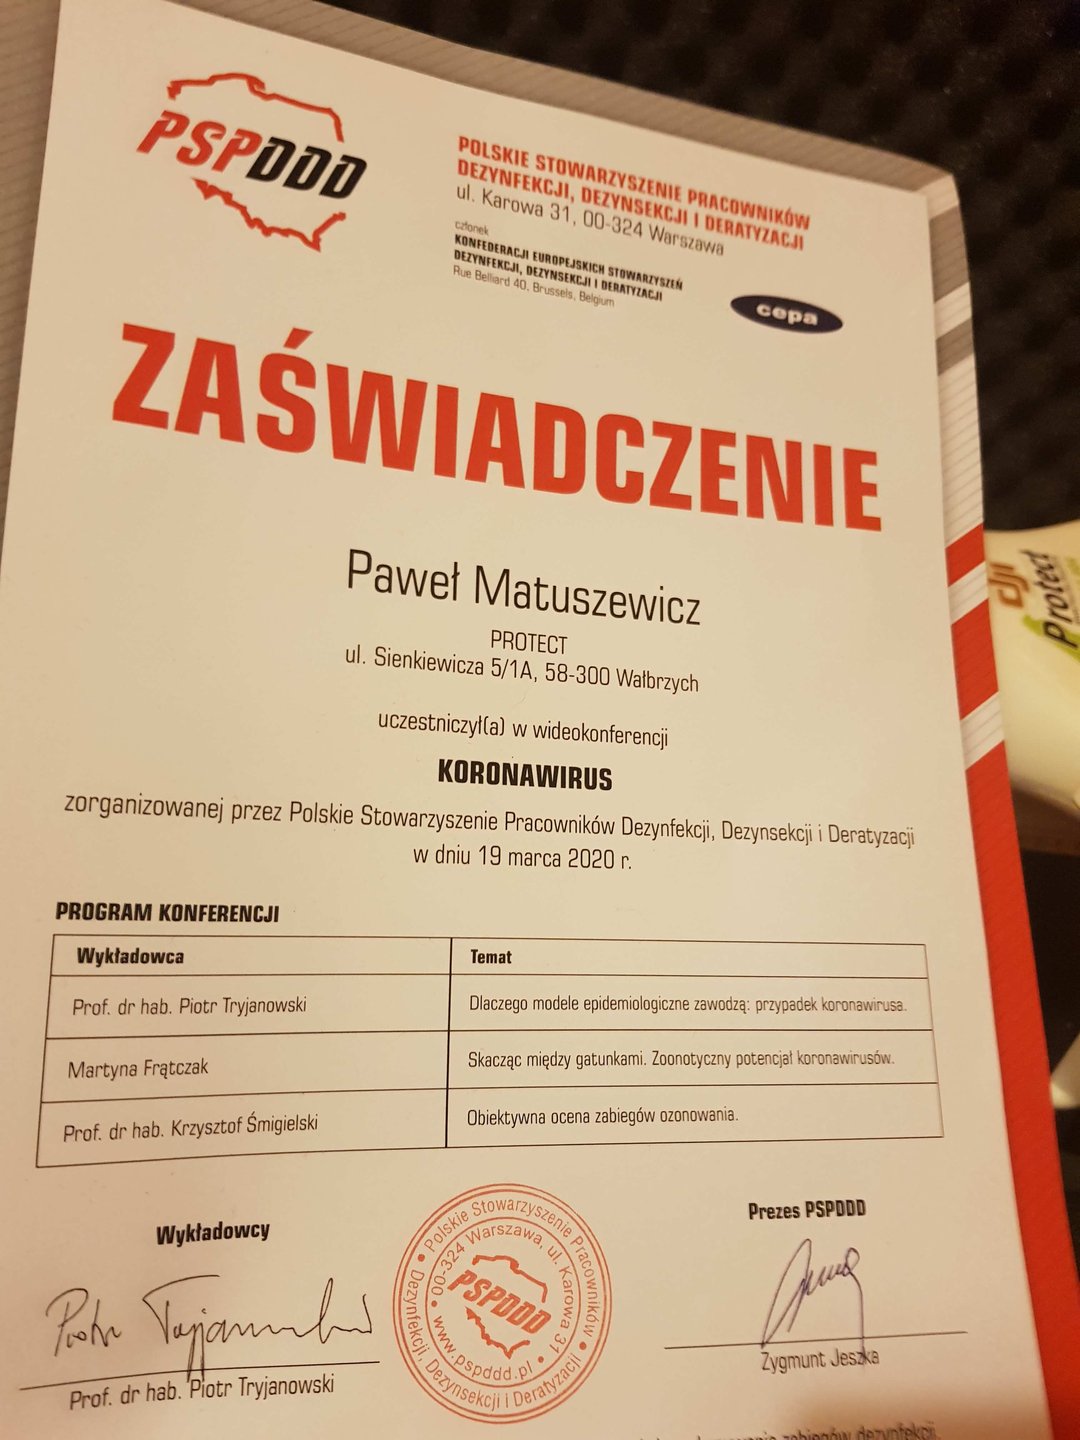 PSPDDD
POLSKIE STOWARZYSZENIE PRACOWNIKÓW
DEZYNFEKCJI, DEZYNSEKCJI I DERATYZACJI
ul. Karowa 31, 00-324 Warszawa
członek
KONFEDERACJI EUROPEJSKICH STOWARZYSZEŃ
DEZYNFEKCJI, DEZYNSEKCJI I DERATYZACJI
Rue Belliard 40, Brussels, Belgium
cepa
ZAŚWIADCZENIE
Paweł Matuszewicz
PROTECT
ul. Sienkiewicza 5/1A, 58-300 Wałbrzych
uczestniczył(a) w wideokonferencji
KORONAWIRUS
zorganizowanej przez Polskie Stowarzyszenie Pracowników Dezynfekcji, Dezynsekcji i Deratyzacji
w dniu 19 marca 2020 r.
PROGRAM KONFERENCJI
Wykładowca Temat
Prof. dr hab. Piotr Tryjanowski Dlaczego modele epidemiologiczne zawodzą: przypadek koronawirusa.
Martyna Frątczak Skacząc między gatunkami. Zoonotyczny potencjał koronawirusów.
Prof. dr hab. Krzysztof Śmigielski Obiektywna ocena zabiegów ozonowania.
Wykładowcy
Prezes PSPDDD
Piotr Tryjanowski
Prof. dr hab. Piotr Tryjanowski
Polskie Stowarzyszenie Pracowników • Dezynfekcji, Dezynsekcji i Deratyzacji •
00-324 Warszawa, ul. Karowa 31 • www.pspddd.pl •
PSPDDD
Zygmunt Jeszka
zabiegów dezynfekcji.
dji
Protect